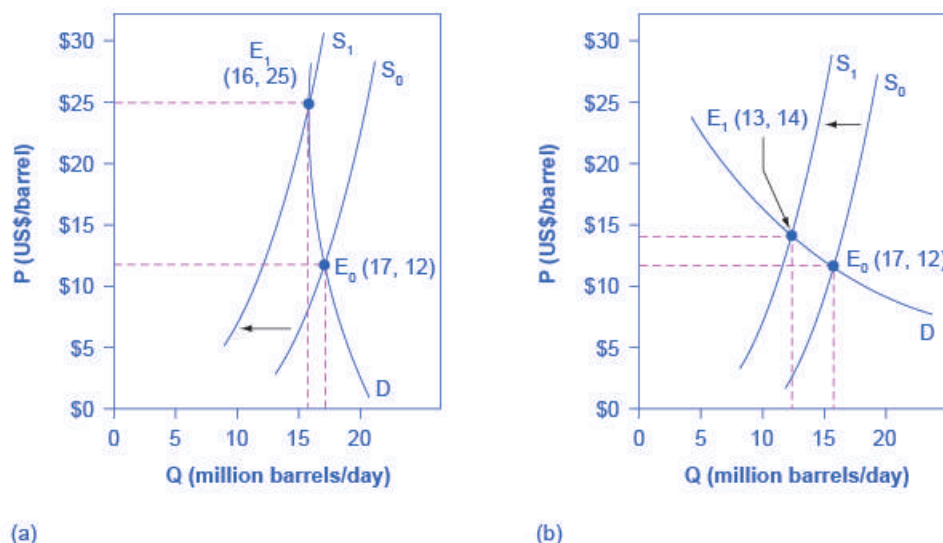 $30
$25
$20
$15
$10
$5
$0
P (US$/barrel)
E1
(16, 25)
S1
S0
E0 (17, 12)
D
0 5 10 15 20
Q (million barrels/day)
(a)
$30
$25
$20
$15
$10
$5
$0
P (US$/barrel)
S1
S0
E1 (13, 14)
E0 (17, 12)
D
0 5 10 15 20
Q (million barrels/day)
(b)